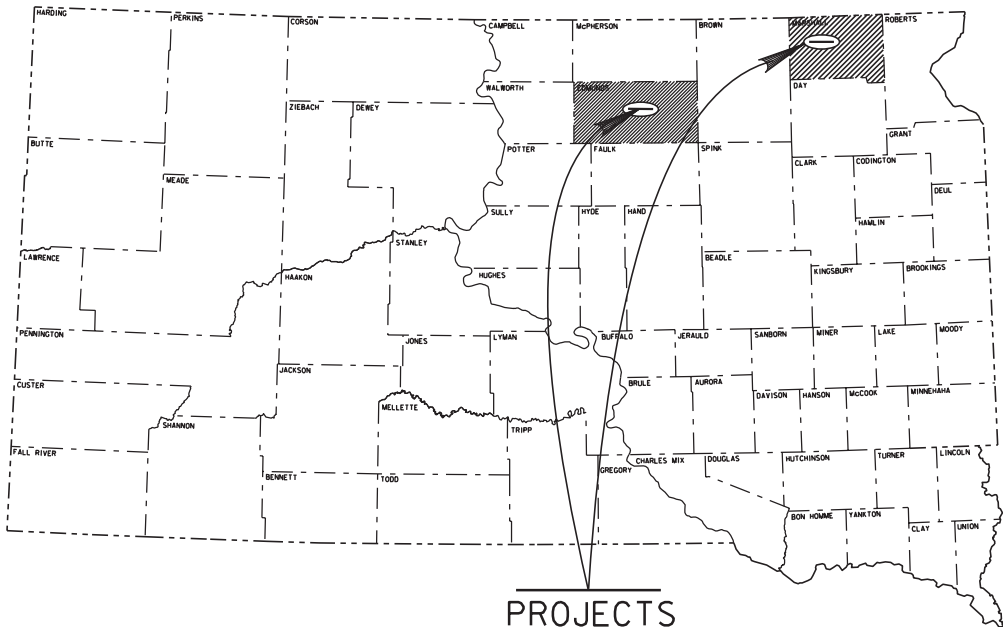 HARDING
PERKINS
CORSON
CAMPBELL
McPHERSON
BROWN
MARSHALL
ROBERTS
WALWORTH
EDMUNDS
DAY
ZIEBACH
DEWEY
GRANT
BUTTE
POTTER
FAULK
SPINK
CLARK
CODINGTON
MEADE
DEUL
SULLY
HYDE
HAND
HAMLIN
LAWRENCE
STANLEY
BEADLE
HAAKON
HUGHES
KINGSBURY
BROOKINGS
PENNINGTON
JONES
LYMAN
BUFFALO
JERAULD
SANBORN
MINER
LAKE
MOODY
JACKSON
CUSTER
BRULE
AURORA
DAVISON
HANSON
McCOOK
MINNEHAHA
MELLETTE
SHANNON
TRIPP
FALL RIVER
GREGORY
CHARLES MIX
DOUGLAS
HUTCHINSON
TURNER
LINCOLN
BENNETT
TODD
BON HOMME
YANKTON
CLAY
UNION
PROJECTS